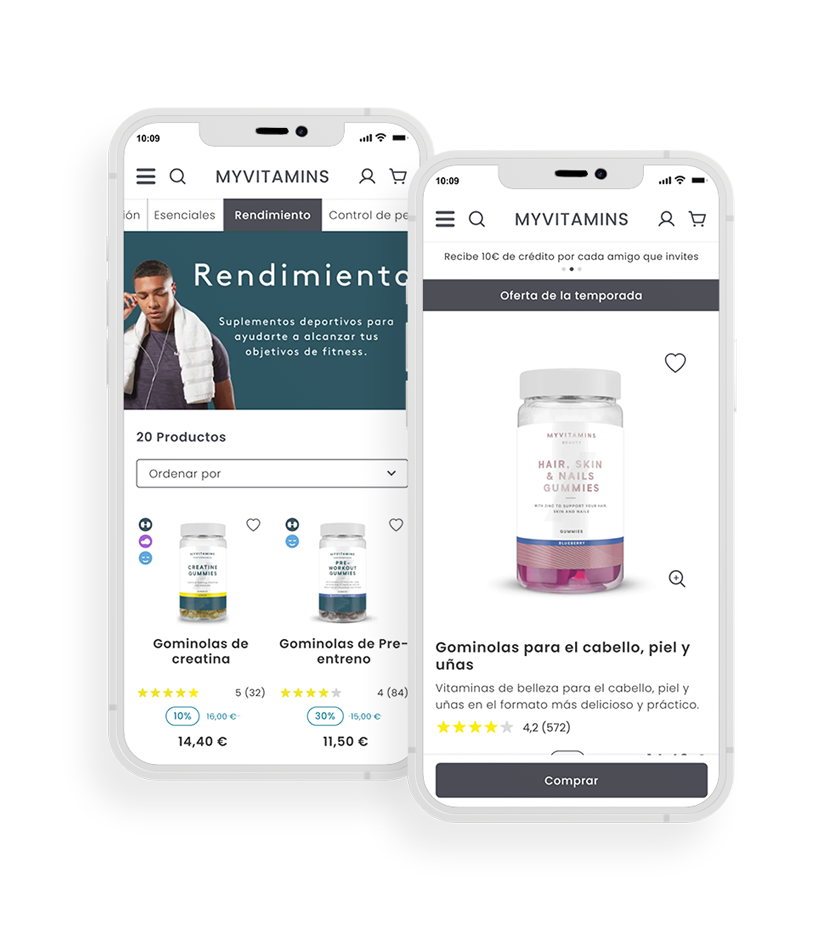 10:09
MYVITAMINS
ión Esenciales Rendimiento Control de pe
Rendimiento
Suplementos deportivos para
ayudarte a alcanzar tus
objetivos de fitness.
20 Productos
Ordenar por
MYVITAMINS
CREATINE
GUMMIES
MYVITAMINS
PRE-
WORKOUT
GUMMIES
Gominolas de
creatina
5 (32)
10% 16,00 €
14,40 €
Gominolas de Pre-
entreno
4 (84)
30% 15,00 €
11,50 €
10:09
MYVITAMINS
Recibe 10€ de crédito por cada amigo que invites
Oferta de la temporada
MYVITAMINS
BEAUTY
HAIR, SKIN
& NAILS
GUMMIES
WITH ZINC TO SUPPORT YOUR HAIR,
SKIN AND NAILS
GUMMIES
BLUEBERRY
Gominolas para el cabello, piel y
uñas
Vitaminas de belleza para el cabello, piel y
uñas en el formato más delicioso y práctico.
4,2 (572)
Comprar